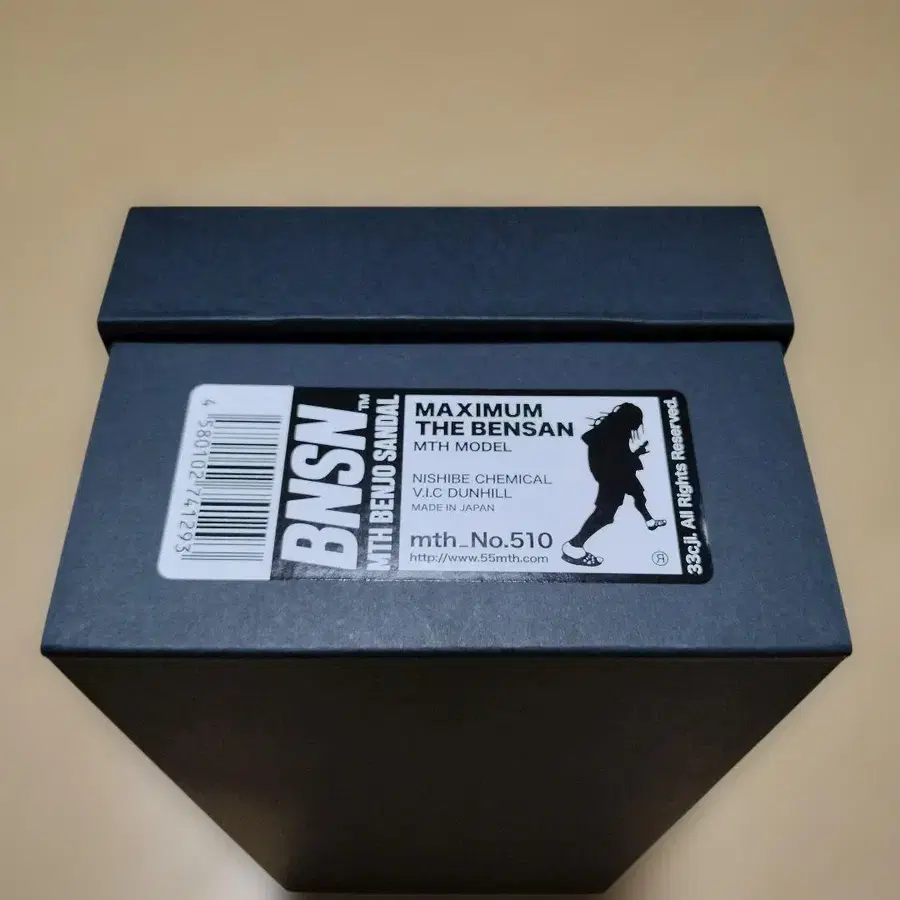 4 580102 741293
BNSN™
MTH BENJO SANDAL
MAXIMUM
THE BENSAN
MTH MODEL
NISHIBE CHEMICAL
V.I.C DUNHILL
MADE IN JAPAN
mth_No.510
http://www.55mth.com
®
33cji. All Rights Reserved.